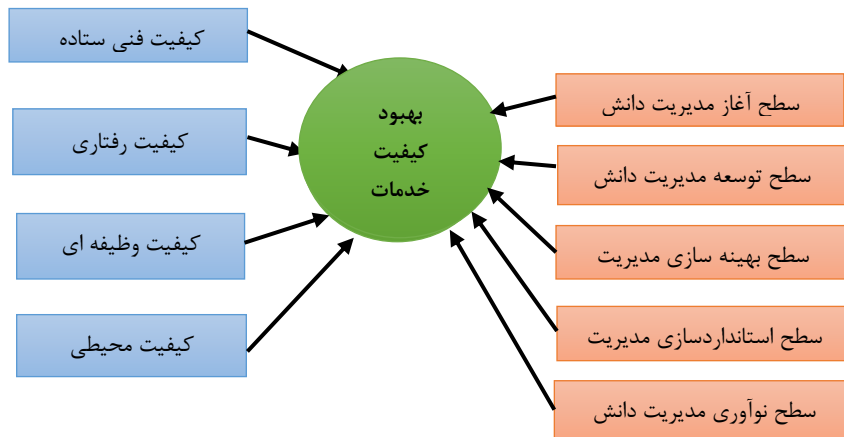 کیفیت فنی ستاده
کیفیت رفتاری
کیفیت وظیفه ای
کیفیت محیطی
بهبود
کیفیت
خدمات
سطح آغاز مدیریت دانش
سطح توسعه مدیریت دانش
سطح بهینه سازی مدیریت
سطح استانداردسازی مدیریت
سطح نوآوری مدیریت دانش